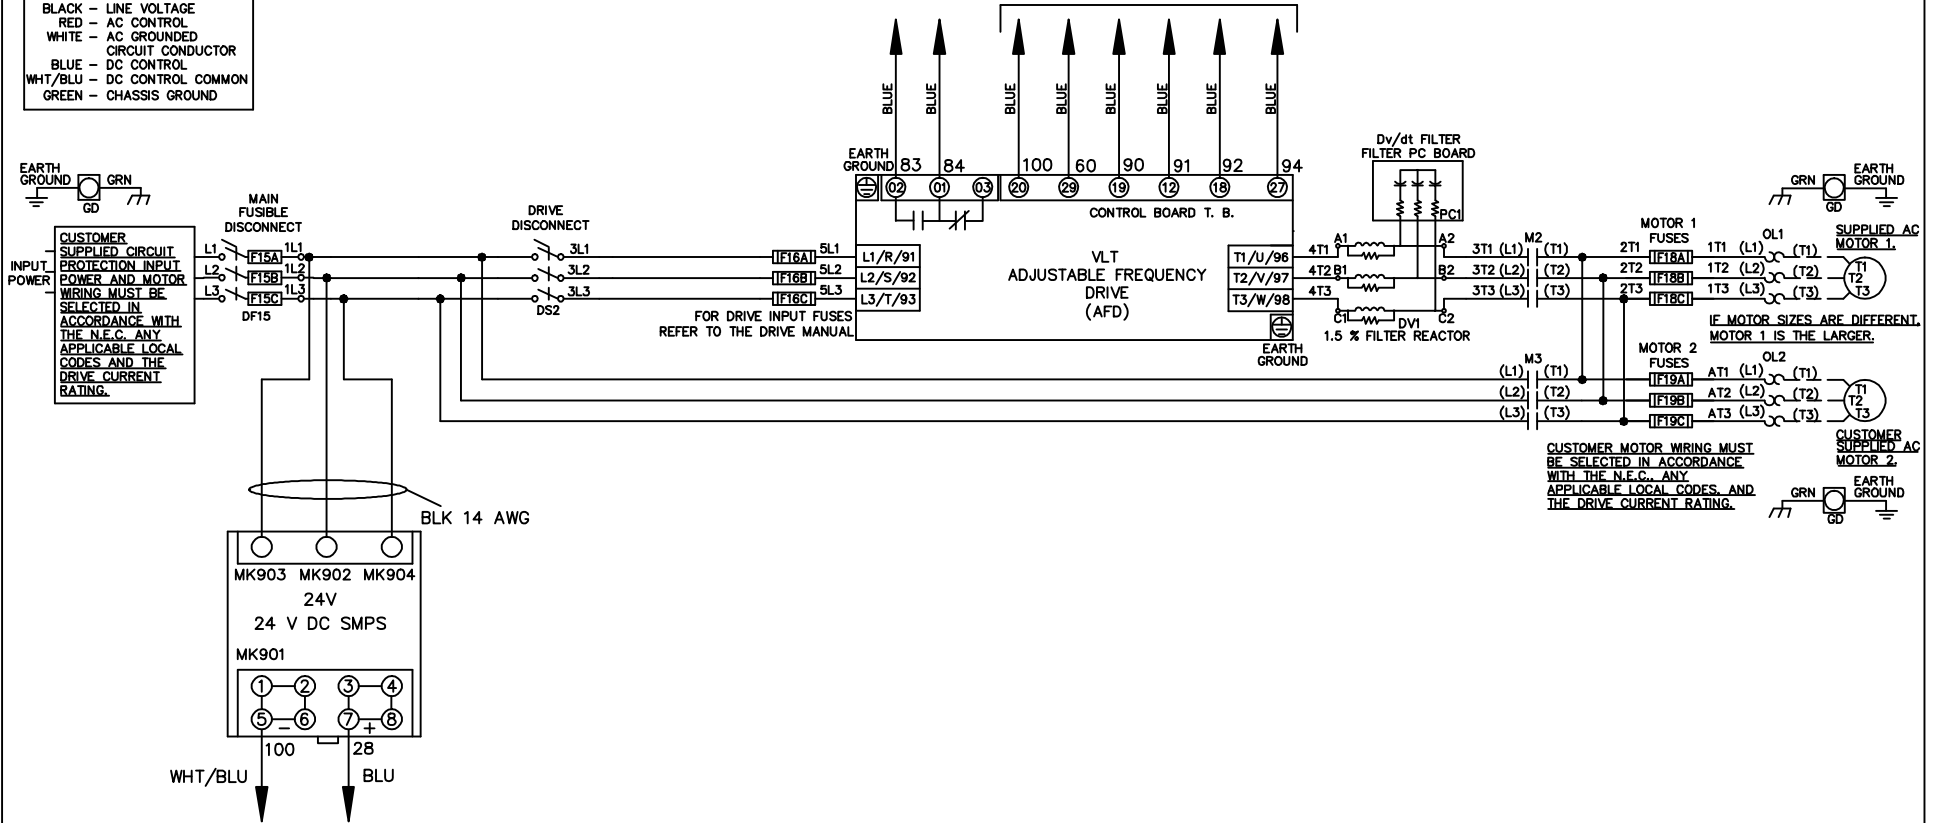 BLACK – LINE VOLTAGE
RED – AC CONTROL
WHITE – AC GROUNDED
CIRCUIT CONDUCTOR
BLUE – DC CONTROL
WHT/BLU – DC CONTROL COMMON
GREEN – CHASSIS GROUND
BLUE
BLUE
BLUE
BLUE
BLUE
BLUE
BLUE
BLUE
EARTH
GROUND
GRN
GD
INPUT
POWER
CUSTOMER
SUPPLIED CIRCUIT
PROTECTION INPUT
POWER AND MOTOR
WIRING MUST BE
SELECTED IN
ACCORDANCE WITH
THE N.E.C. ANY
APPLICABLE LOCAL
CODES AND THE
DRIVE CURRENT
RATING.
MAIN
FUSIBLE
DISCONNECT
L1 F15A 1L1
L2 F15B 1L2
L3 F15C 1L3
DF15
DRIVE
DISCONNECT
3L1
3L2
3L3
DS2
F16A 5L1
F16B 5L2
F16C 5L3
FOR DRIVE INPUT FUSES
REFER TO THE DRIVE MANUAL
EARTH
GROUND
83 84 100 60 90 91 92 94
02 01 03 20 29 19 12 18 27
CONTROL BOARD T. B.
L1/R/91
L2/S/92
L3/T/93
VLT
ADJUSTABLE FREQUENCY
DRIVE
(AFD)
T1/U/96
T2/V/97
T3/W/98
EARTH
GROUND
Dv/dt FILTER
FILTER PC BOARD
PC1
4T1 A1 A2
4T2 B1 B2
4T3 C1 C2
DV1
1.5 % FILTER REACTOR
M2
3T1 (L1) (T1)
3T2 (L2) (T2)
3T3 (L3) (T3)
MOTOR 1
FUSES
2T1 F18A 1T1 (L1) (T1)
2T2 F18B 1T2 (L2) (T2)
2T3 F18C 1T3 (L3) (T3)
OL1
GRN
GD
EARTH
GROUND
SUPPLIED AC
MOTOR 1.
T1
T2
T3
IF MOTOR SIZES ARE DIFFERENT,
MOTOR 1 IS THE LARGER.
M3
(L1) (T1)
(L2) (T2)
(L3) (T3)
MOTOR 2
FUSES
OL2
F19A AT1 (L1) (T1)
F19B AT2 (L2) (T2)
F19C AT3 (L3) (T3)
T1
T2
T3
CUSTOMER
SUPPLIED AC
MOTOR 2.
CUSTOMER MOTOR WIRING MUST
BE SELECTED IN ACCORDANCE
WITH THE N.E.C.. ANY
APPLICABLE LOCAL CODES, AND
THE DRIVE CURRENT RATING.
GRN
GD
EARTH
GROUND
BLK 14 AWG
MK903 MK902 MK904
24V
24 V DC SMPS
MK901
1 2 3 4
5 6 7 8
– +
100 28
WHT/BLU BLU